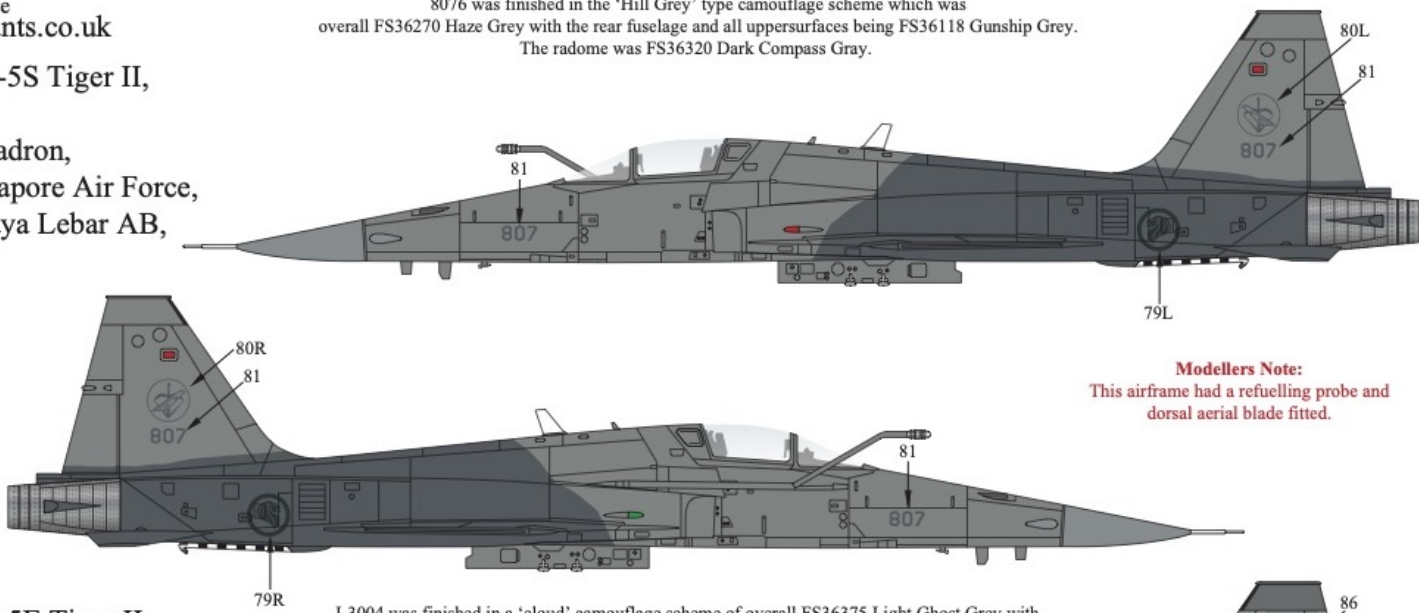 nts.co.uk
-5S Tiger II,
adron,
apore Air Force,
ya Lebar AB,
8076 was finished in the ‘Hill Grey’ type camouflage scheme which was
overall FS36270 Haze Grey with the rear fuselage and all uppersurfaces being FS36118 Gunship Grey.
The radome was FS36320 Dark Compass Gray.
80L
81
807
81
807
79L
80R
81
807
81
807
79R
Modellers Note:
This airframe had a refuelling probe and
dorsal aerial blade fitted.
L3004 was finished in a ‘cloud’ camouflage scheme of overall FS36375 Light Ghost Grey with
86